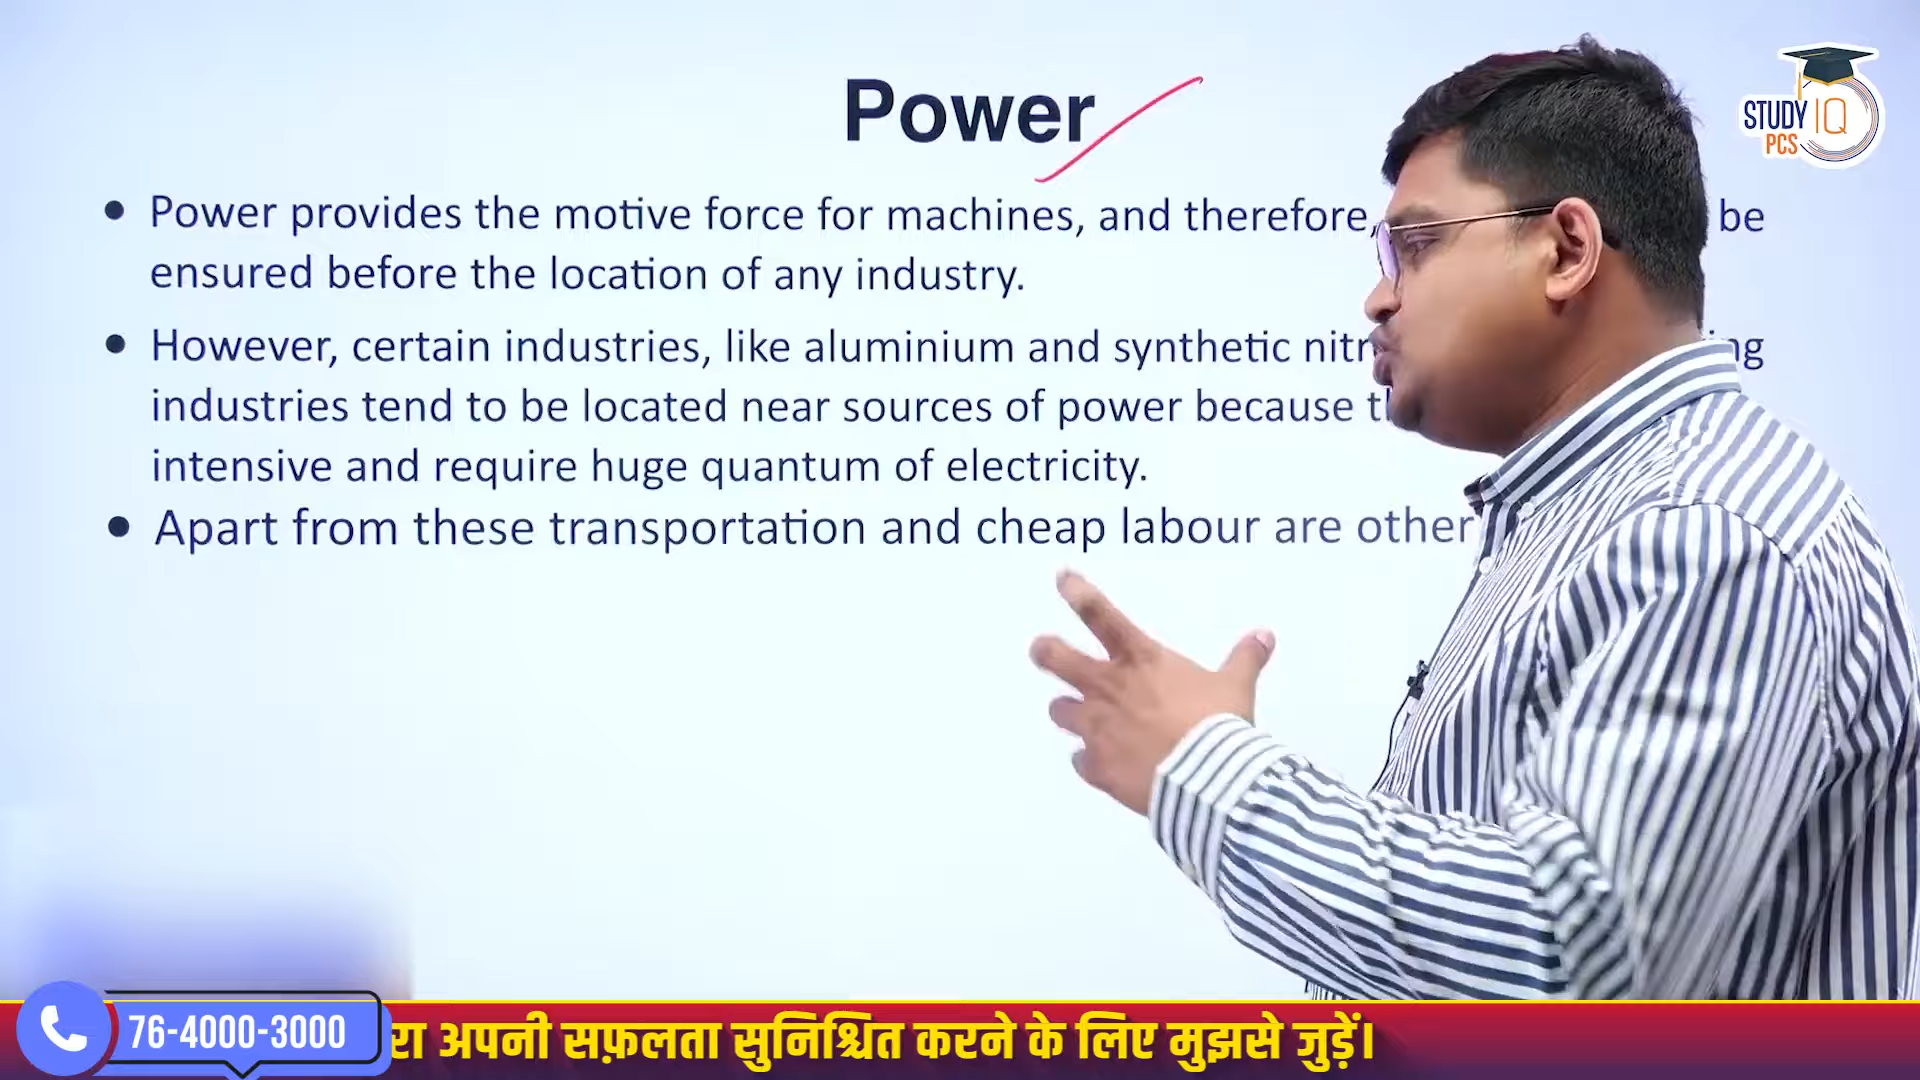 Power
STUDY IQ
PCS
• Power provides the motive force for machines, and therefore, be
ensured before the location of any industry.
• However, certain industries, like aluminium and synthetic
industries tend to be located near sources of power because
intensive and require huge quantum of electricity.
• Apart from these transportation and cheap labour are other
76-4000-3000
अपनी सफ़लता सुनिश्चित करने के लिए मुझसे जुड़ें।